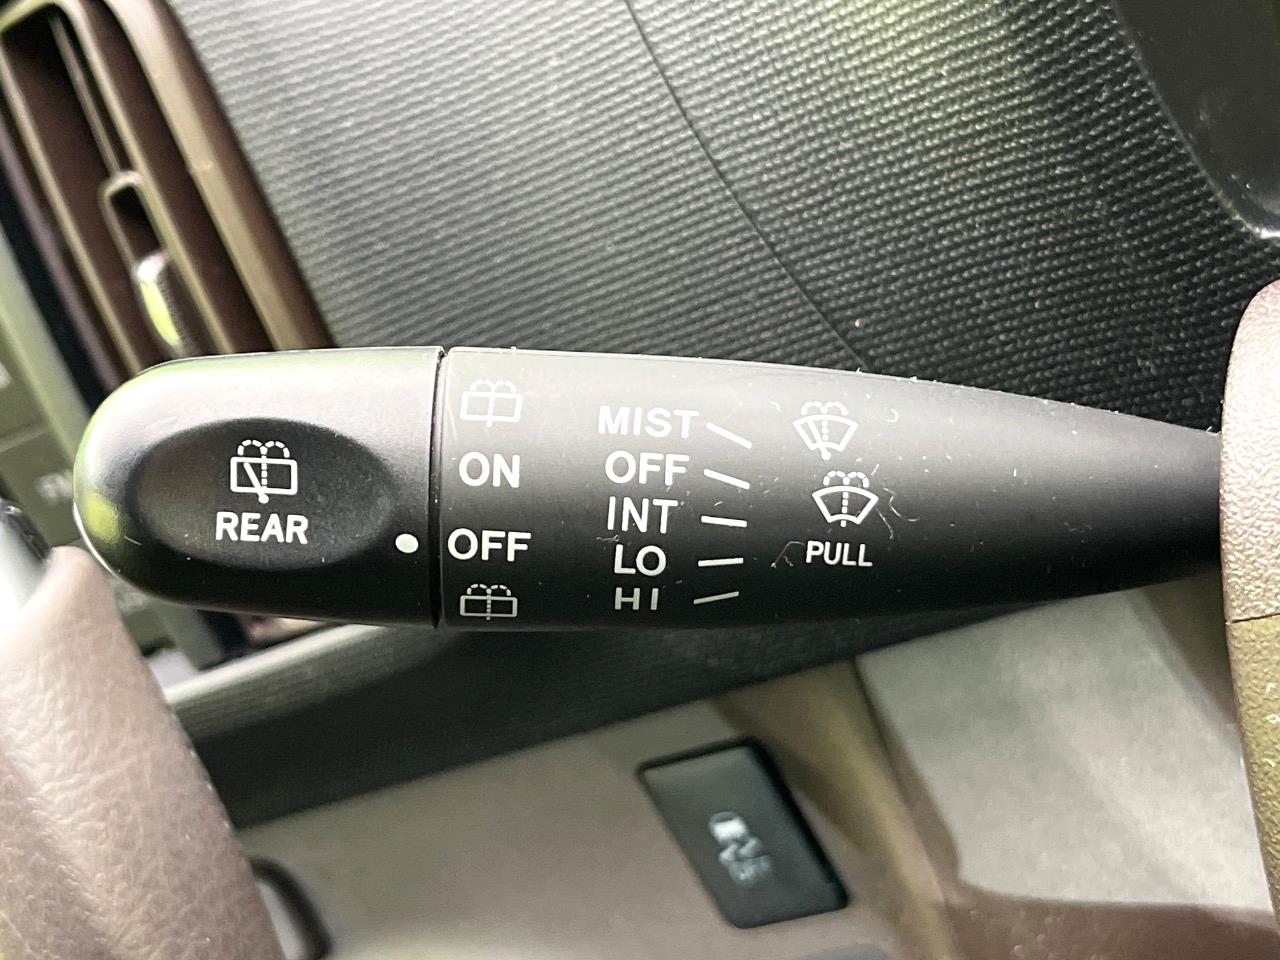 REAR
ON
OFF
MIST
OFF
INT
LO
HI
PULL